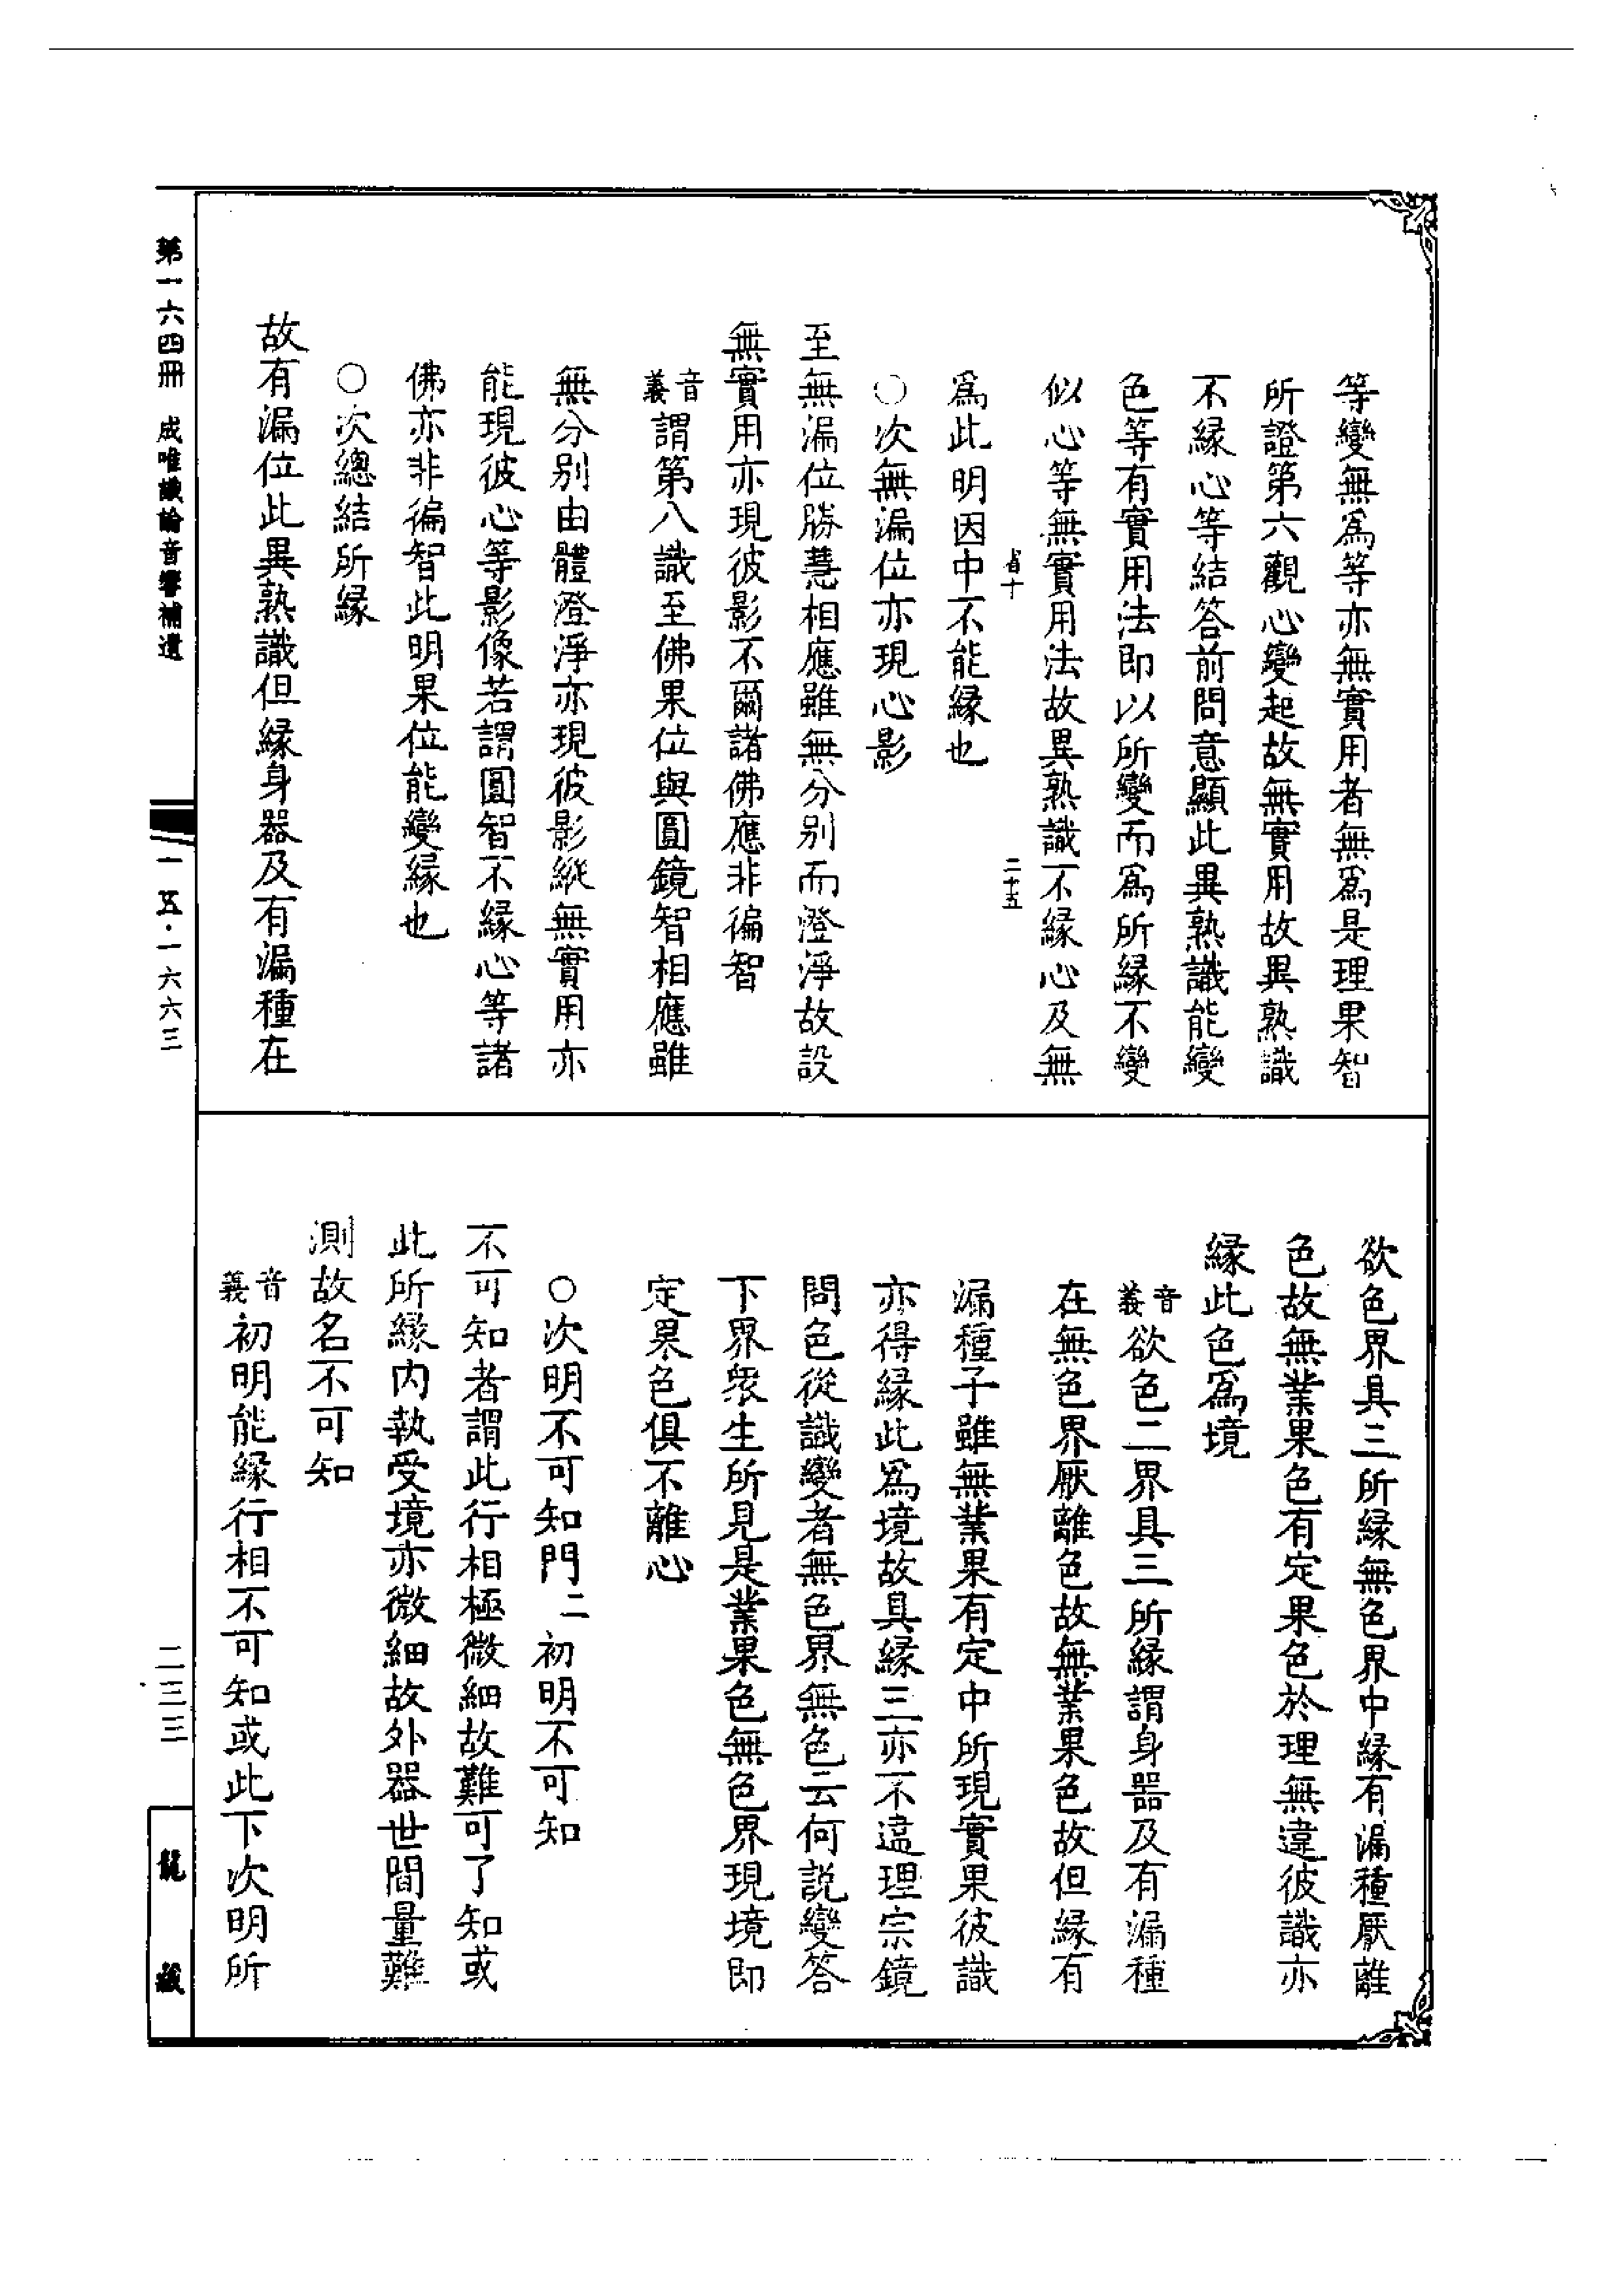 等變無爲等亦無實用者無爲是理果智
所證第六觀心變起故無實用故異熟識
不緣心等結答前問意顯此異熟識能變
色等有實用法即以所變而爲所緣不變
似心等無實用法故異熟識不緣心及無
省十 二十五
爲此明因中不能緣也
○次無漏位亦現心影
至無漏位勝慧相應雖無分别而澄淨故設
無實用亦現彼影不爾諸佛應非徧智
音義謂第八識至佛果位與圓鏡智相應雖
無分别由體澄淨亦現彼影縱無實用亦
能現彼心等影像若謂圓智不緣心等諸
佛亦非徧智此明果位能變緣也
○次總結所緣
故有漏位此異熟識但緣身器及有漏種在
欲色界具三所緣無色界中緣有漏種厭離
色故無業果色有定果色於理無違彼識亦
緣此色爲境
音義欲色二界具三所緣謂身器及有漏種
在無色界厭離色故無業果色故但緣有
漏種子雖無業果有定中所現實果彼識
亦得緣此爲境故具緣三亦不違理宗鏡
問色從識變者無色界無色云何説變答
下界衆生所見是業果色無色界現境即
定果色俱不離心
○次明不可知門二初明不可知
不可知者謂此行相極微細故難可了知或
此所緣内執受境亦微細故外器世間量難
測故名不可知
音義初明能緣行相不可知或此下次明所
第一六四冊 成唯識論音響補遺
一五·一六六三
二三三
龍藏